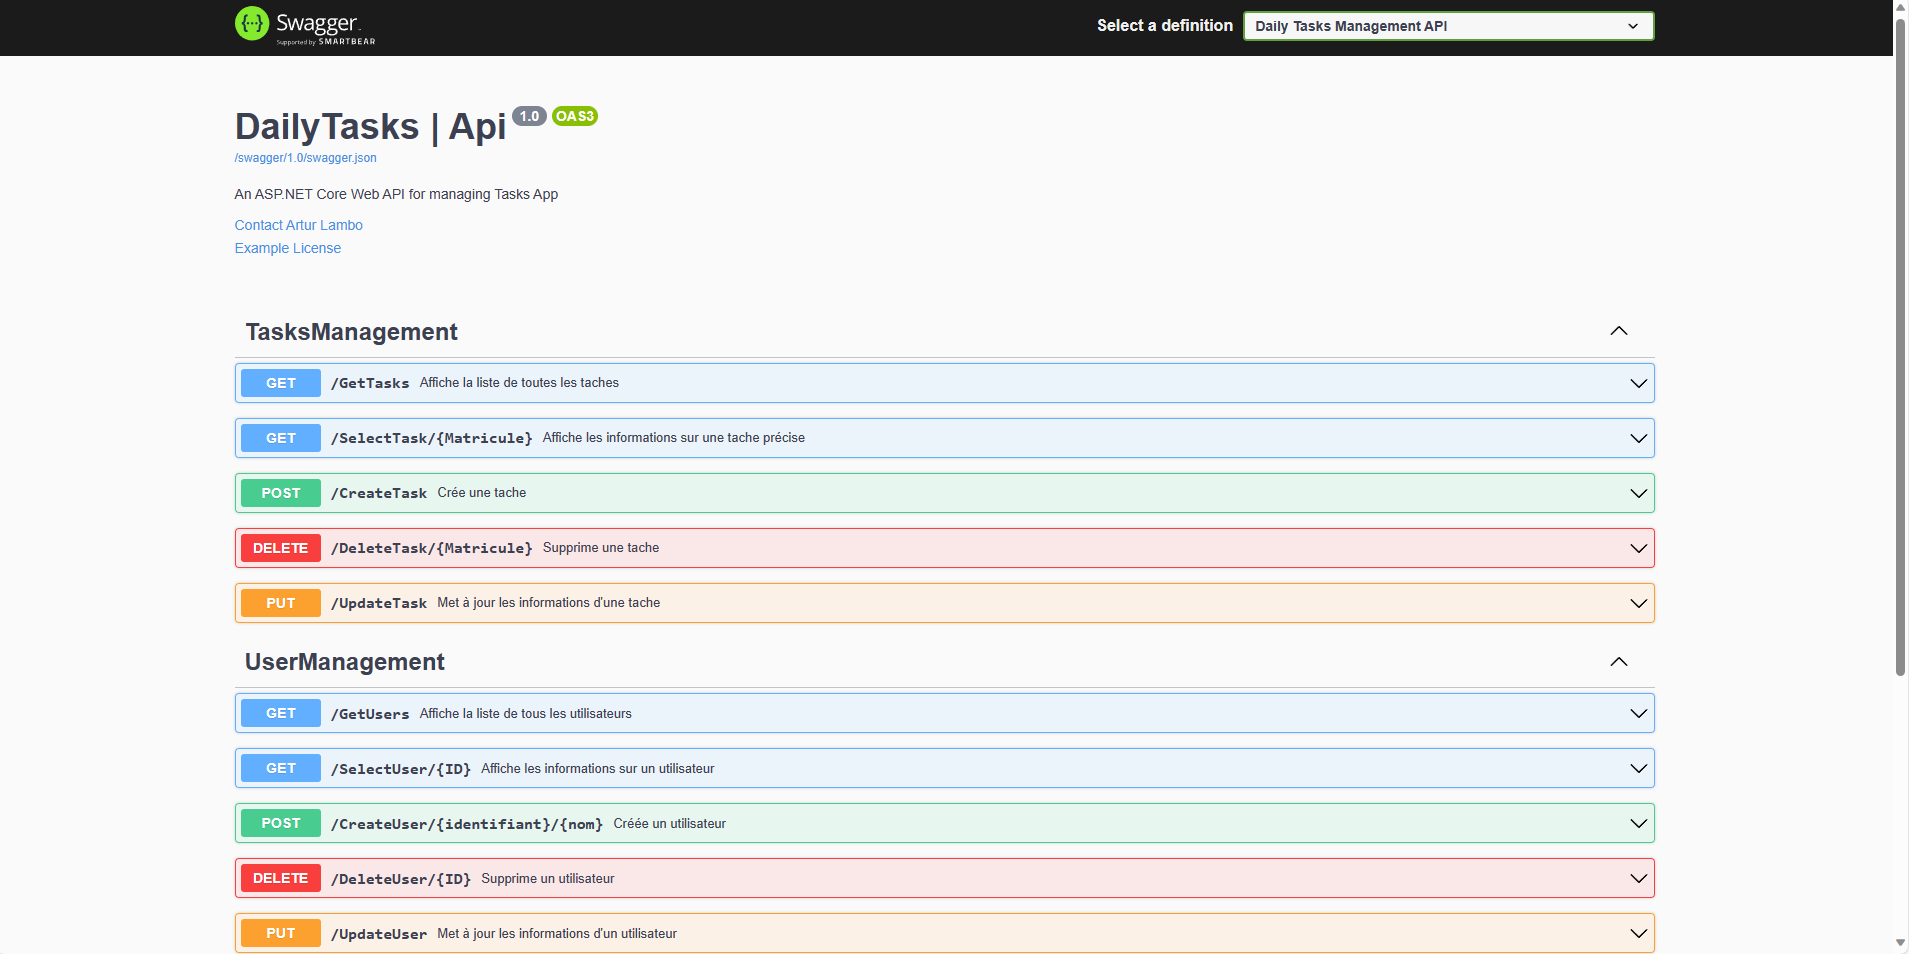 Swagger
Supported by SMARTBEAR
Select a definition
Daily Tasks Management API
DailyTasks | Api 1.0 OAS3
/swagger/1.0/swagger.json
An ASP.NET Core Web API for managing Tasks App
Contact Artur Lambo
Example License
TasksManagement
GET /GetTasks Affiche la liste de toutes les taches
GET /SelectTask/{Matricule} Affiche les informations sur une tache précise
POST /CreateTask Crée une tache
DELETE /DeleteTask/{Matricule} Supprime une tache
PUT /UpdateTask Met à jour les informations d'une tache
UserManagement
GET /GetUsers Affiche la liste de tous les utilisateurs
GET /SelectUser/{ID} Affiche les informations sur un utilisateur
POST /CreateUser/{identifiant}/{nom} Créée un utilisateur
DELETE /DeleteUser/{ID} Supprime un utilisateur
PUT /UpdateUser Met à jour les informations d'un utilisateur